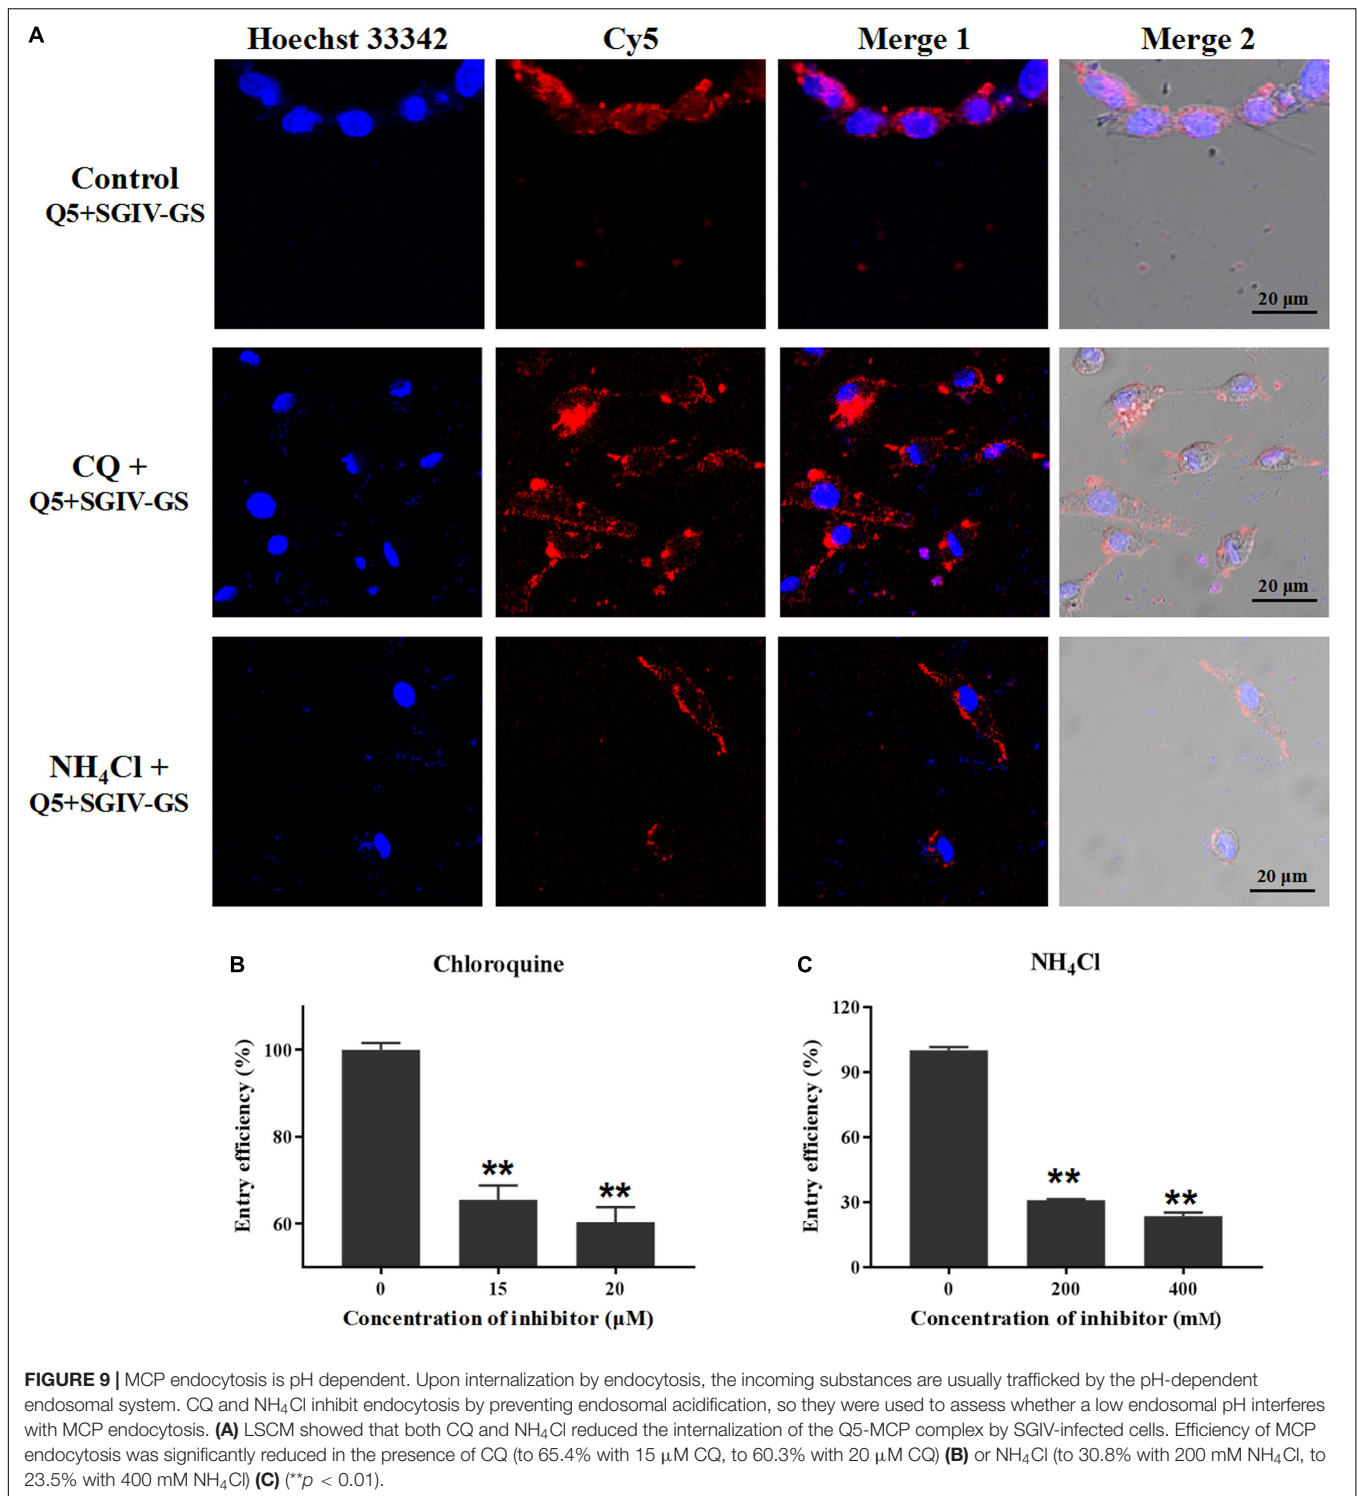 A
Hoechst 33342 Cy5 Merge 1 Merge 2
Control
Q5+SGIV-GS
20 μm
CQ +
Q5+SGIV-GS
20 μm
NH₄Cl +
Q5+SGIV-GS
20 μm
B
Chloroquine
Entry efficiency (%)
100
80
60
0 15 20
** **
Concentration of inhibitor (μM)
C
NH₄Cl
Entry efficiency (%)
120
90
60
30
0
0 200 400
** **
Concentration of inhibitor (mM)
FIGURE 9 | MCP endocytosis is pH dependent. Upon internalization by endocytosis, the incoming substances are usually trafficked by the pH-dependent
endosomal system. CQ and NH₄Cl inhibit endocytosis by preventing endosomal acidification, so they were used to assess whether a low endosomal pH interferes
with MCP endocytosis. (A) LSCM showed that both CQ and NH₄Cl reduced the internalization of the Q5-MCP complex by SGIV-infected cells. Efficiency of MCP
endocytosis was significantly reduced in the presence of CQ (to 65.4% with 15 μM CQ, to 60.3% with 20 μM CQ) (B) or NH₄Cl (to 30.8% with 200 mM NH₄Cl, to
23.5% with 400 mM NH₄Cl) (C) (**p < 0.01).